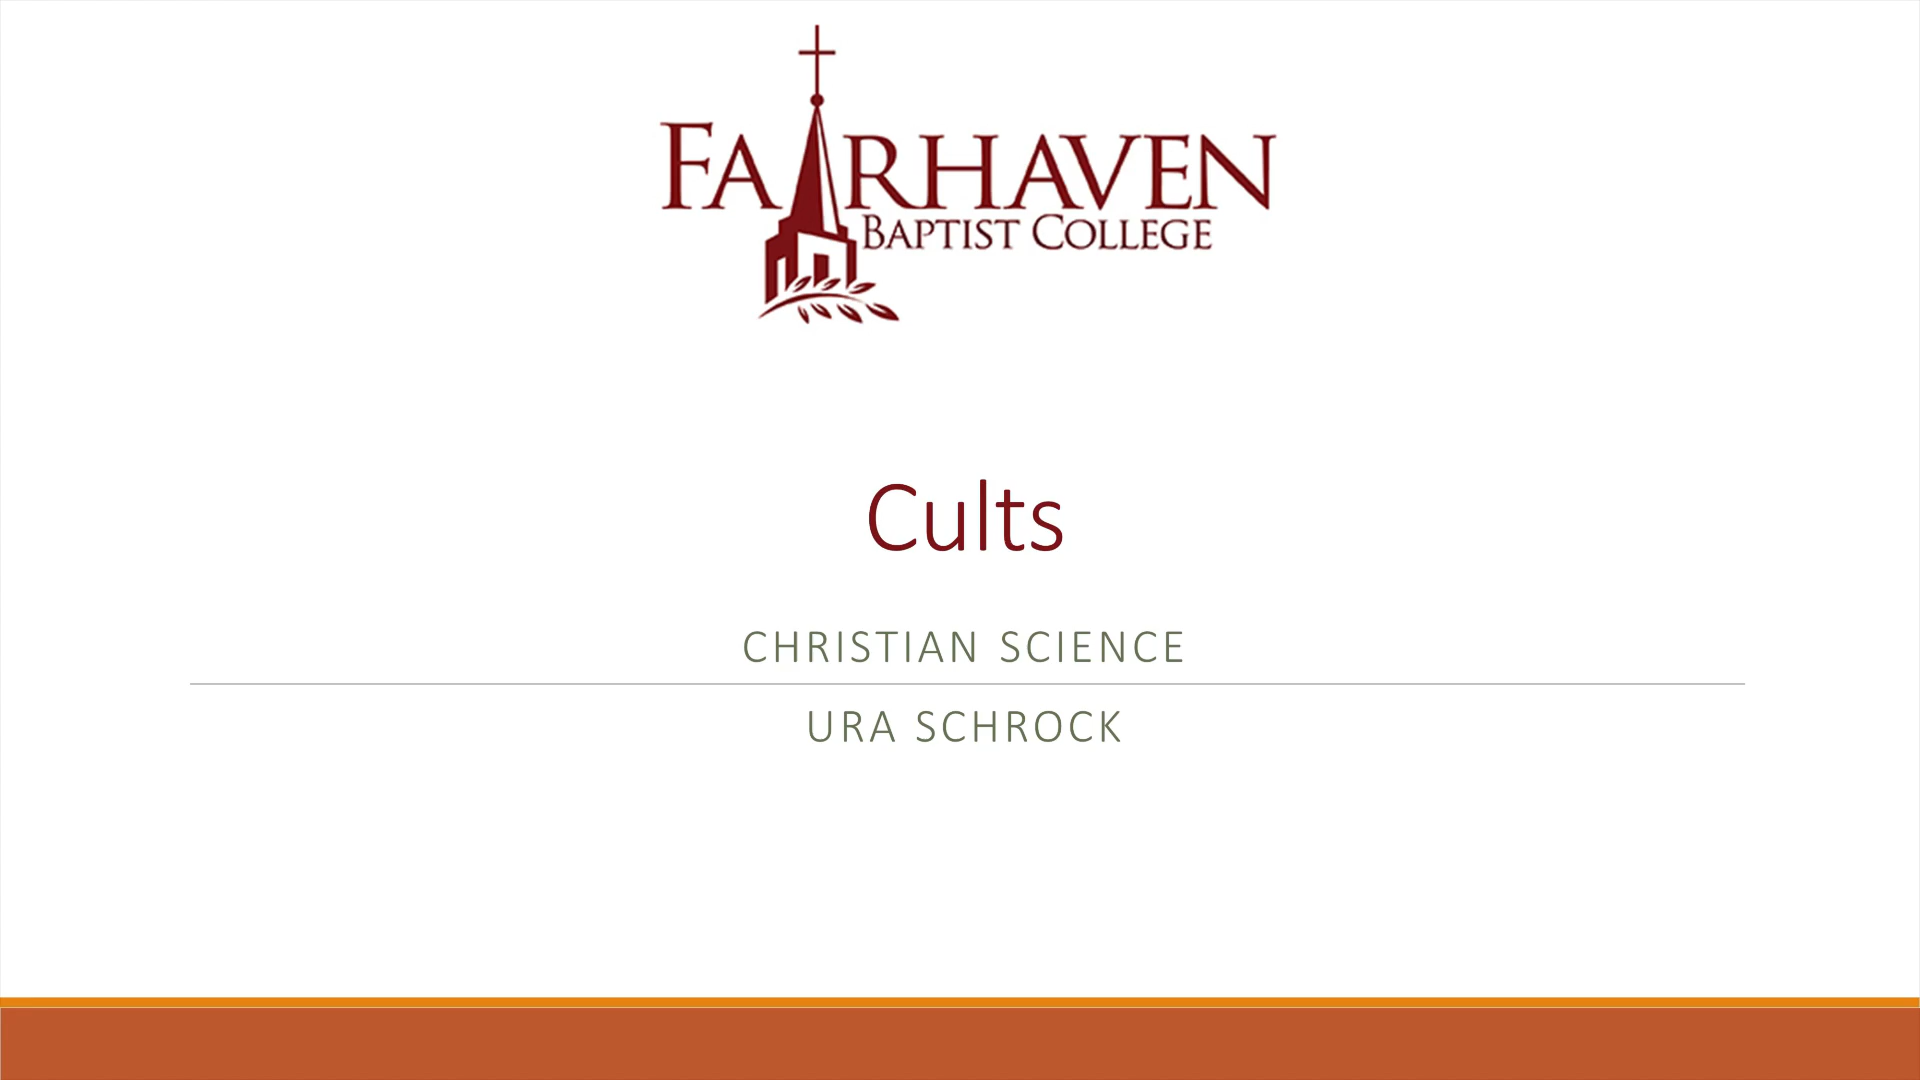 FAIRHAVEN
BAPTIST COLLEGE
Cults
CHRISTIAN SCIENCE
URA SCHROCK